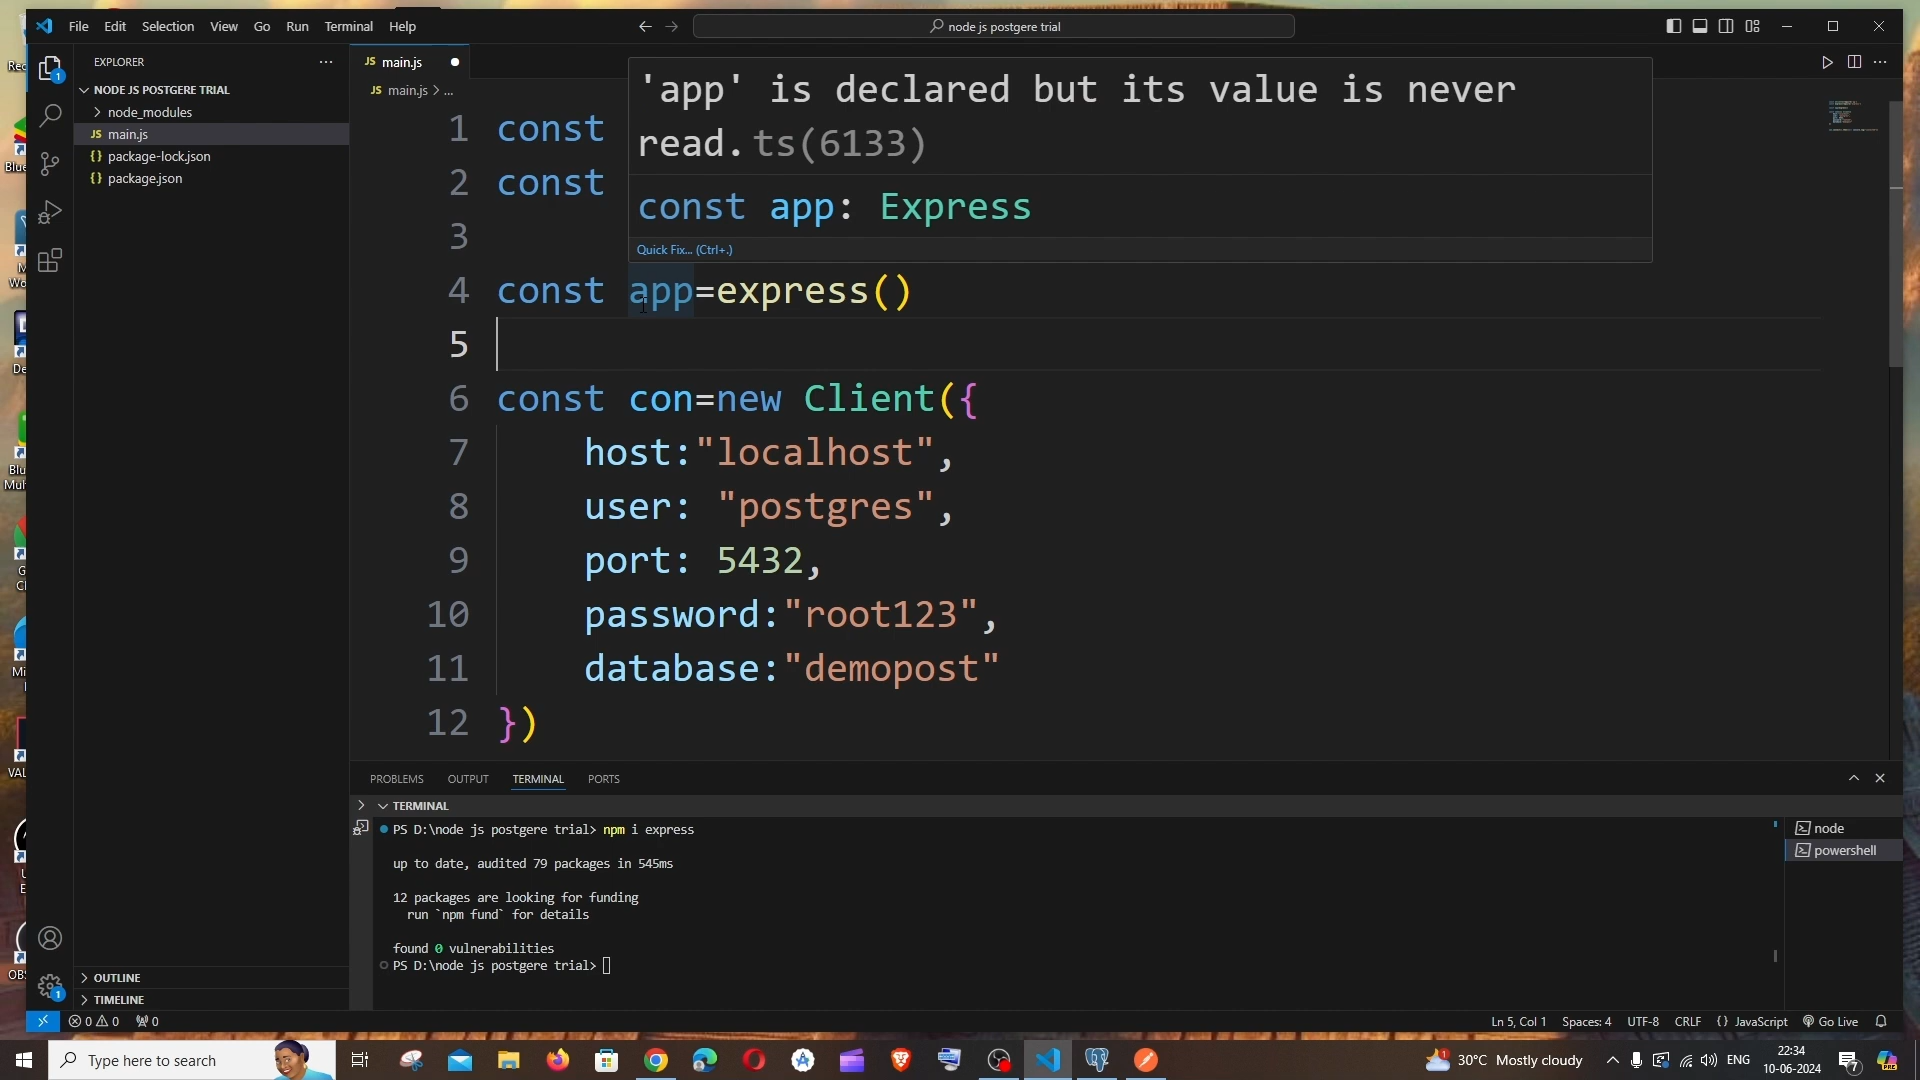 File Edit Selection View Go Run Terminal Help
node js postgere trial
EXPLORER
NODE JS POSTGERE TRIAL
node_modules
JS main.js
{} package-lock.json
{} package.json
OUTLINE
TIMELINE
JS main.js
JS main.js > ...
'app' is declared but its value is never
read. ts(6133)
const app: Express
Quick Fix... (Ctrl+.)
1 const
2 const
3
4 const app=express()
5
6 const con=new Client({
7 host:"localhost",
8 user: "postgres",
9 port: 5432,
10 password:"root123",
11 database:"demopost"
12 })
PROBLEMS OUTPUT TERMINAL PORTS
TERMINAL
PS D:\node js postgere trial> npm i express
up to date, audited 79 packages in 545ms
12 packages are looking for funding
run `npm fund` for details
found 0 vulnerabilities
PS D:\node js postgere trial>
node
powershell
0 0 0
Ln 5, Col 1 Spaces: 4 UTF-8 CRLF {} JavaScript Go Live
Type here to search
30°C Mostly cloudy
ENG
22:34
10-06-2024
7